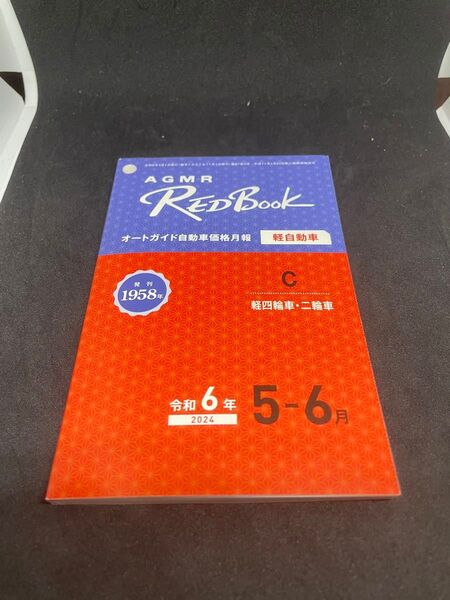 AGMR
REDBOOK
オートガイド自動車価格月報 軽自動車
C
発刊
1958年
軽四輪車・二輪車
令和6年 5-6月
2024